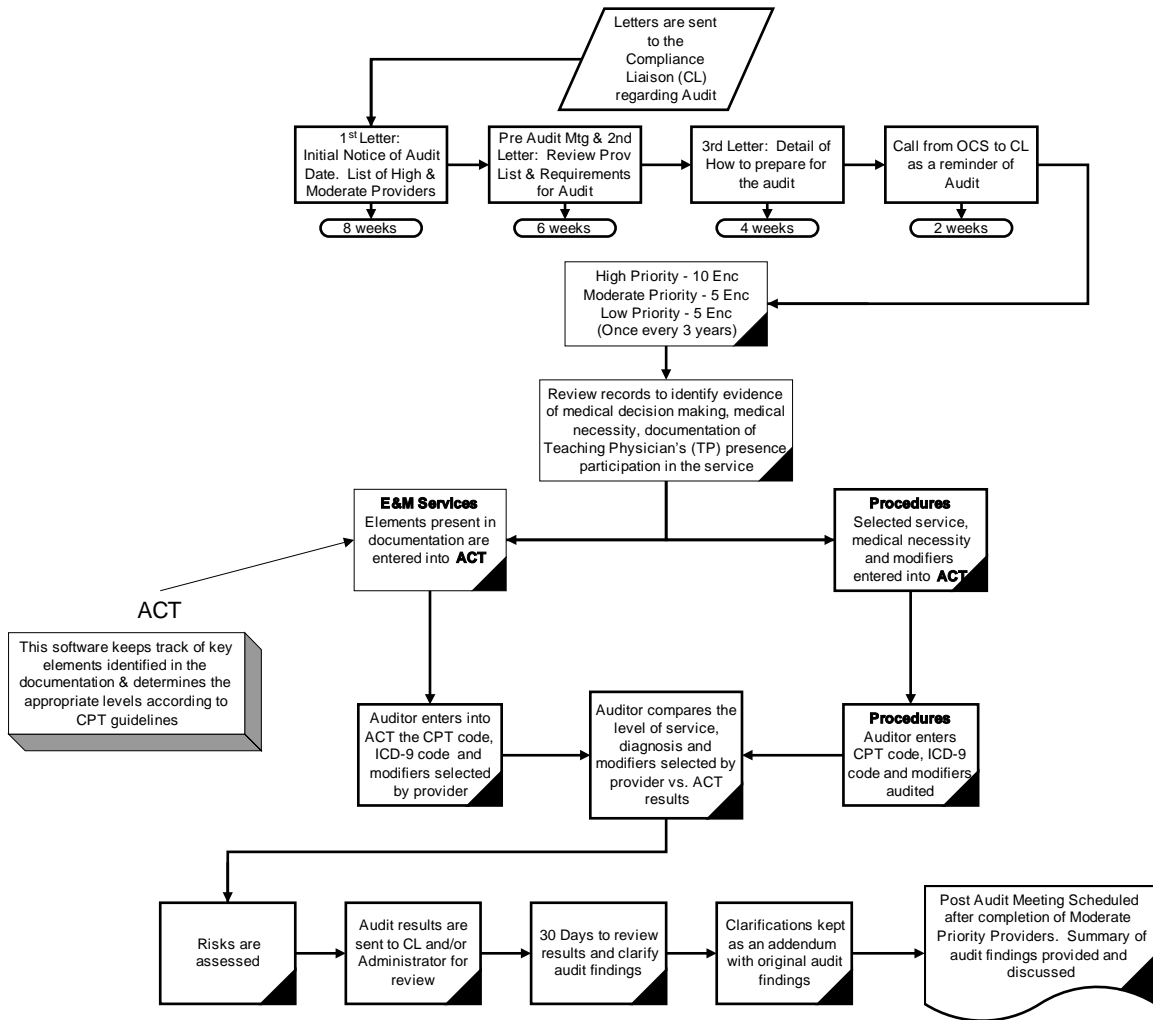 Letters are sent
to the
Compliance
Liaison (CL)
regarding Audit
1st Letter:
Initial Notice of Audit
Date. List of High &
Moderate Providers
Pre Audit Mtg & 2nd
Letter: Review Prov
List & Requirements
for Audit
3rd Letter: Detail of
How to prepare for
the audit
Call from OCS to CL
as a reminder of
Audit
8 weeks
6 weeks
4 weeks
2 weeks
High Priority - 10 Enc
Moderate Priority - 5 Enc
Low Priority - 5 Enc
(Once every 3 years)
Review records to identify evidence
of medical decision making, medical
necessity, documentation of
Teaching Physician's (TP) presence
participation in the service
E&M Services
Elements present in
documentation are
entered into ACT
Procedures
Selected service,
medical necessity
and modifiers
entered into ACT
ACT
This software keeps track of key
elements identified in the
documentation & determines the
appropriate levels according to
CPT guidelines
Auditor enters into
ACT the CPT code,
ICD-9 code and
modifiers selected
by provider
Auditor compares the
level of service,
diagnosis and
modifiers selected by
provider vs. ACT
results
Procedures
Auditor enters
CPT code, ICD-9
code and modifiers
audited
Risks are
assessed
Audit results are
sent to CL and/or
Administrator for
review
30 Days to review
results and clarify
audit findings
Clarifications kept
as an addendum
with original audit
findings
Post Audit Meeting Scheduled
after completion of Moderate
Priority Providers. Summary of
audit findings provided and
discussed